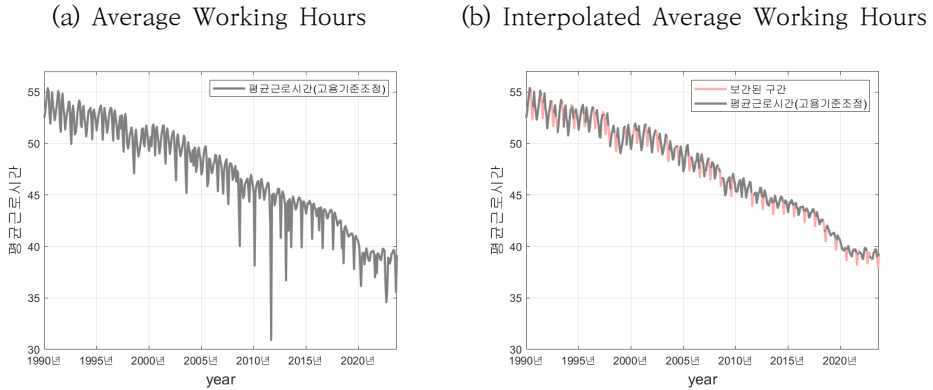 (a) Average Working Hours
평균근로시간(고용기준조정)
평균근로시간
55
50
45
40
35
30
1990년 1995년 2000년 2005년 2010년 2015년 2020년
year
(b) Interpolated Average Working Hours
보간된 구간
평균근로시간(고용기준조정)
평균근로시간
55
50
45
40
35
30
1990년 1995년 2000년 2005년 2010년 2015년 2020년
year